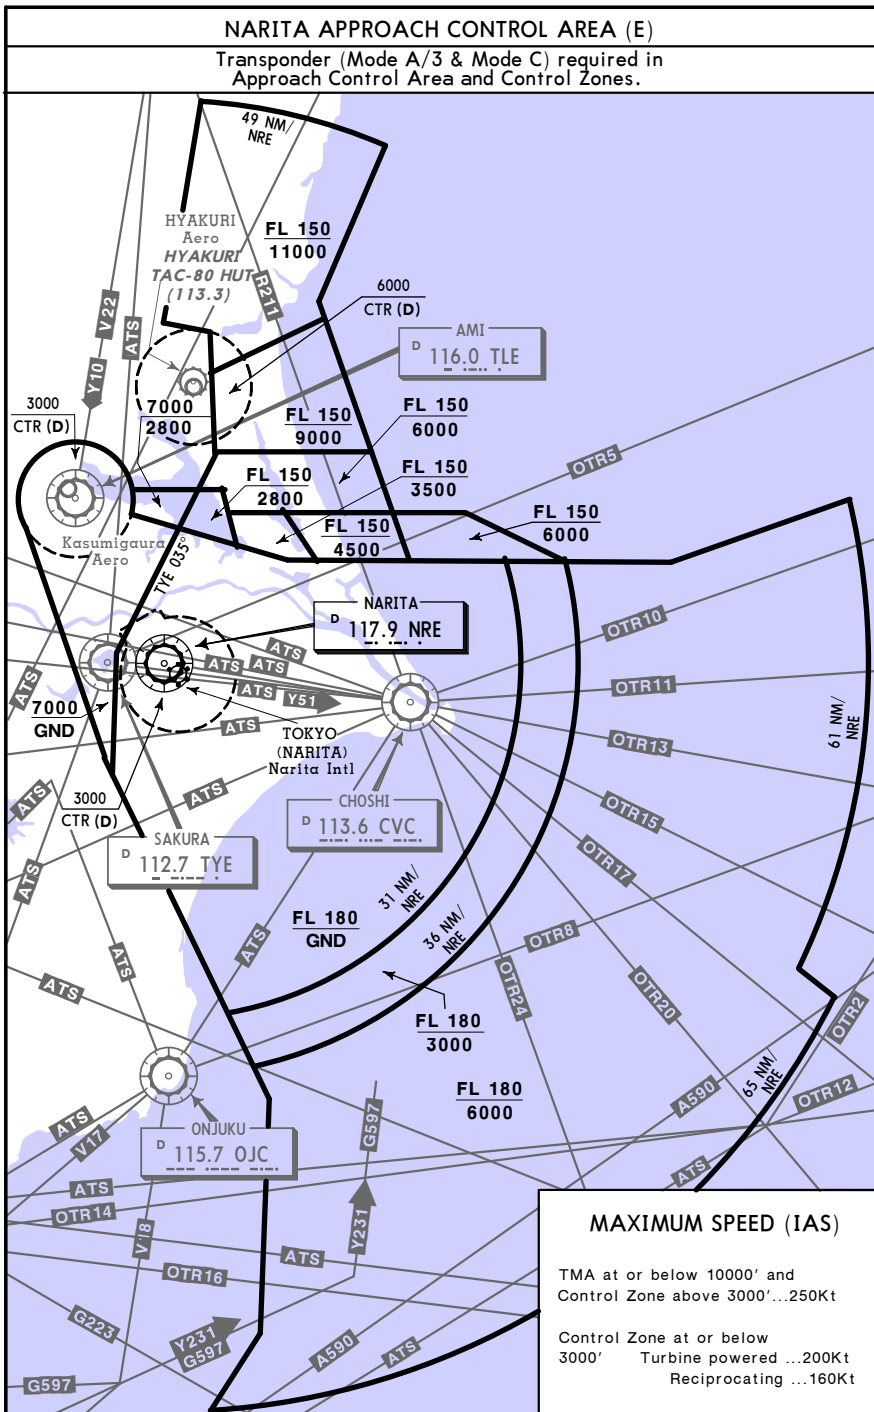 NARITA APPROACH CONTROL AREA (E)
Transponder (Mode A/3 & Mode C) required in
Approach Control Area and Control Zones.
49 NM/
NRE
HYAKURI
Aero
HYAKURI
TAC-80 HUT
(113.3)
FL 150
11000
R211
6000
CTR (D)
V22
ATS
Y10
AMI
D 116.0 TLE
3000
CTR (D)
7000
2800
FL 150
9000
FL 150
6000
OTR5
FL 150
2800
FL 150
3500
FL 150
4500
FL 150
6000
Kasumigaura
Aero
TYE 035°
NARITA
D 117.9 NRE
OTR10
ATS
ATS
ATS
ATS
ATS
Y51
OTR11
7000
GND
ATS
TOKYO
(NARITA)
Narita Intl
OTR13
61 NM/
NRE
3000
CTR (D)
ATS
ATS
CHOSHI
D 113.6 CVC
OTR15
SAKURA
D 112.7 TYE
OTR17
ATS
31 NM/
NRE
FL 180
GND
36 NM/
NRE
OTR8
ATS
ATS
ATS
OTR24
OTR20
OTR2
FL 180
3000
FL 180
6000
A590
65 NM/
NRE
OTR12
ATS
V17
ONJUKU
D 115.7 OJC
G597
ATS
ATS
OTR14
V18
Y231
ATS
OTR16
G223
Y231
G597
A590
ATS
G597
MAXIMUM SPEED (IAS)
TMA at or below 10000' and
Control Zone above 3000'...250Kt
Control Zone at or below
3000' Turbine powered ...200Kt
Reciprocating ...160Kt